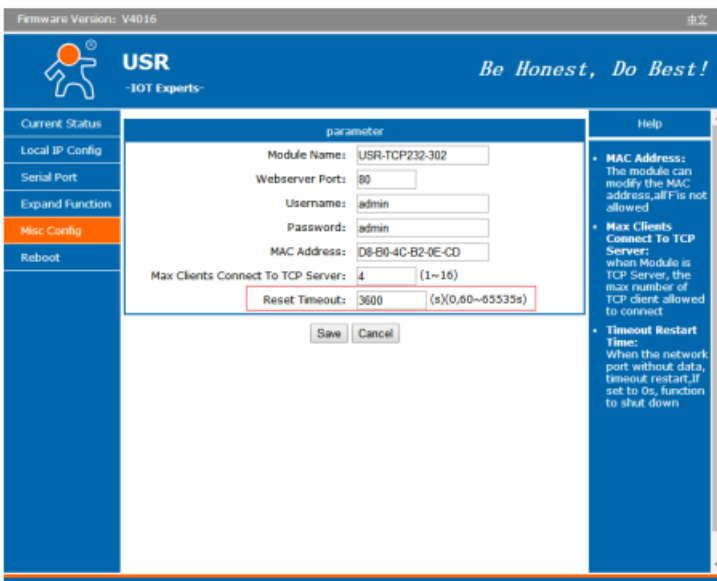 Firmware Version: V4016
中文
®
USR
-IOT Experts-
Be Honest, Do Best!
Current Status
Local IP Config
Serial Port
Expand Function
Misc Config
Reboot
parameter
Module Name: USR-TCP232-302
Webserver Port: 80
Username: admin
Password: admin
MAC Address: D8-B0-4C-B2-0E-CD
Max Clients Connect To TCP Server: 4 (1~16)
Reset Timeout: 3600 (s)(0,60~65535s)
Save Cancel
Help
• MAC Address:
The module can
modify the MAC
address,all'F'is not
allowed
• Max Clients
Connect To TCP
Server:
when Module is
TCP Server, the
max number of
TCP client allowed
to connect
• Timeout Restart
Time:
When the network
port without data,
timeout restart,If
set to 0s, function
to shut down